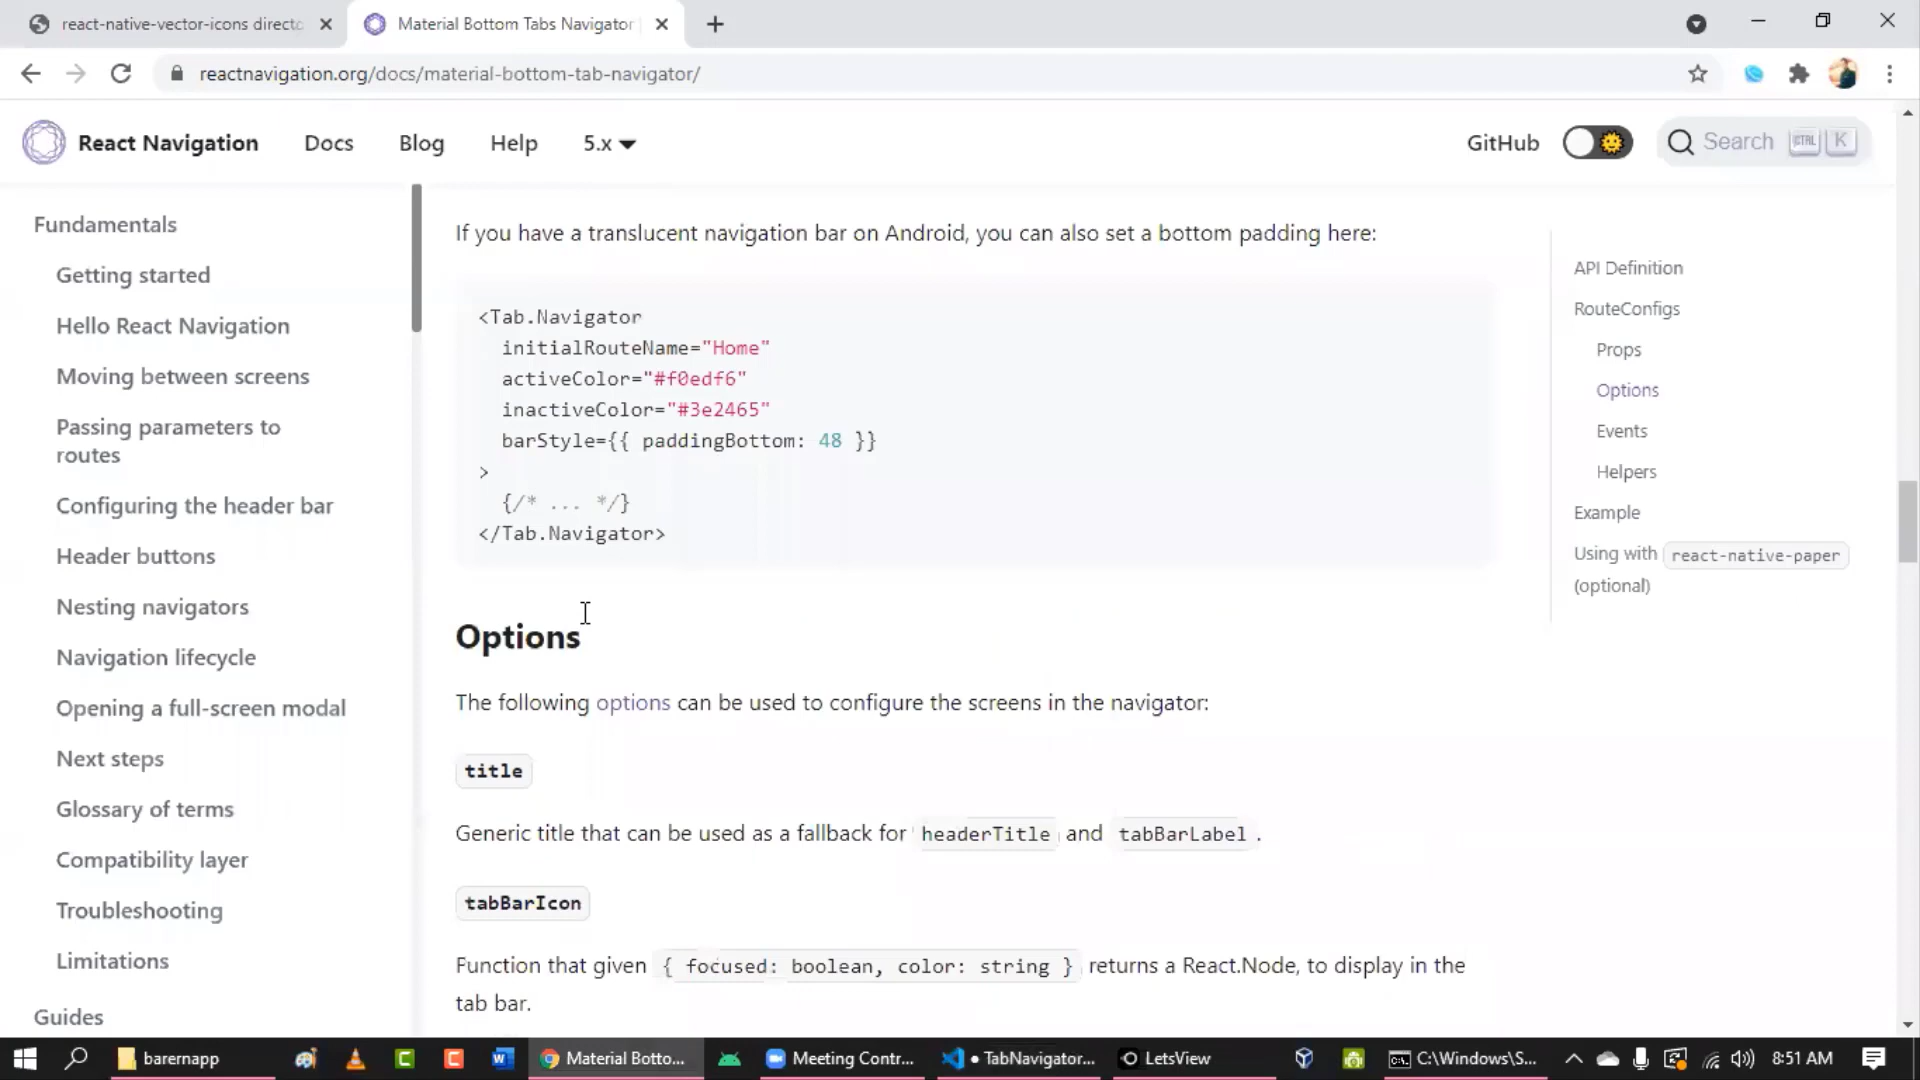 react-native-vector-icons directo
Material Bottom Tabs Navigator
reactnavigation.org/docs/material-bottom-tab-navigator/
React Navigation
Docs
Blog
Help
5.x
GitHub
Search
CTRL
K
Fundamentals
Getting started
Hello React Navigation
Moving between screens
Passing parameters to
routes
Configuring the header bar
Header buttons
Nesting navigators
Navigation lifecycle
Opening a full-screen modal
Next steps
Glossary of terms
Compatibility layer
Troubleshooting
Limitations
Guides
If you have a translucent navigation bar on Android, you can also set a bottom padding here:
<Tab.Navigator
initialRouteName="Home"
activeColor="#f0edf6"
inactiveColor="#3e2465"
barStyle={{ paddingBottom: 48 }}
>
{/* ... */}
</Tab.Navigator>
Options
The following options can be used to configure the screens in the navigator:
title
Generic title that can be used as a fallback for headerTitle and tabBarLabel .
tabBarIcon
Function that given { focused: boolean, color: string } returns a React.Node, to display in the
tab bar.
API Definition
RouteConfigs
Props
Options
Events
Helpers
Example
Using with react-native-paper
(optional)
barernapp
Material Botto...
Meeting Contr...
● TabNavigator...
LetsView
C:\Windows\S...
8:51 AM